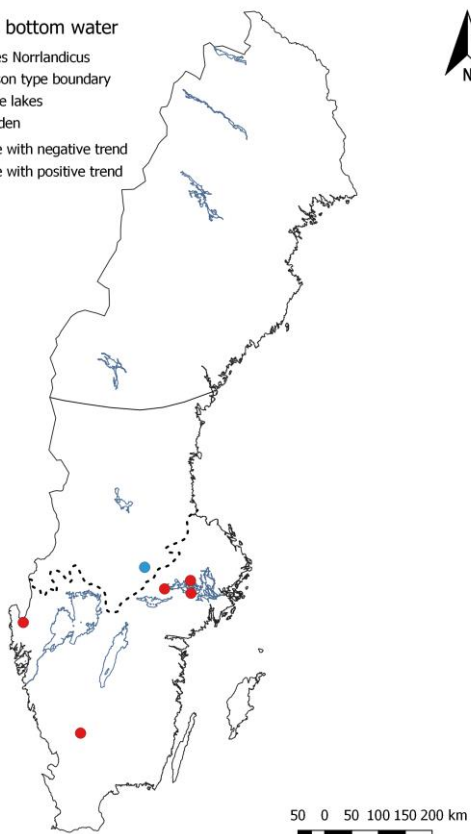 bottom water
es Norrlandicus
son type boundary
e lakes
den
e with negative trend
e with positive trend
N
50 0 50 100 150 200 km